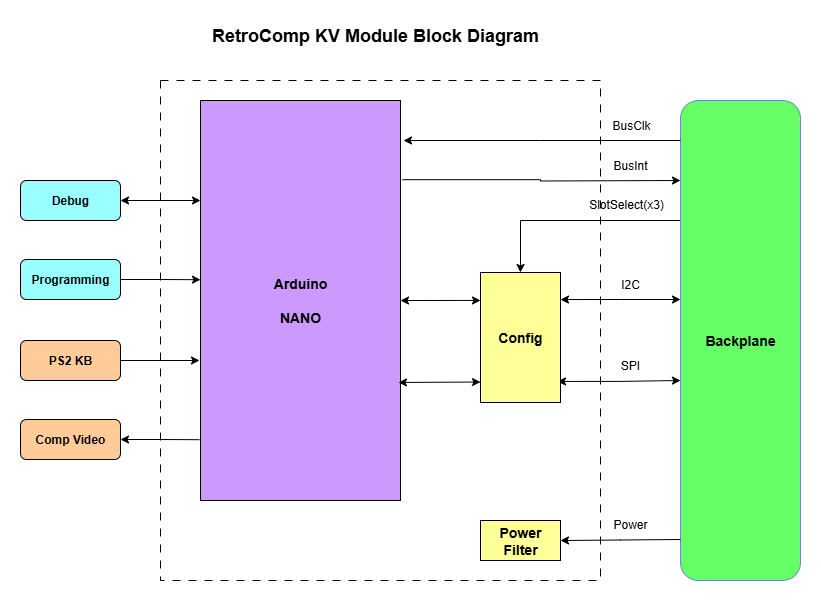 RetroComp KV Module Block Diagram
BusClk
BusInt
SlotSelect(x3)
Debug
Programming
Arduino
NANO
I2C
Config
Backplane
PS2 KB
SPI
Comp Video
Power
Power
Filter